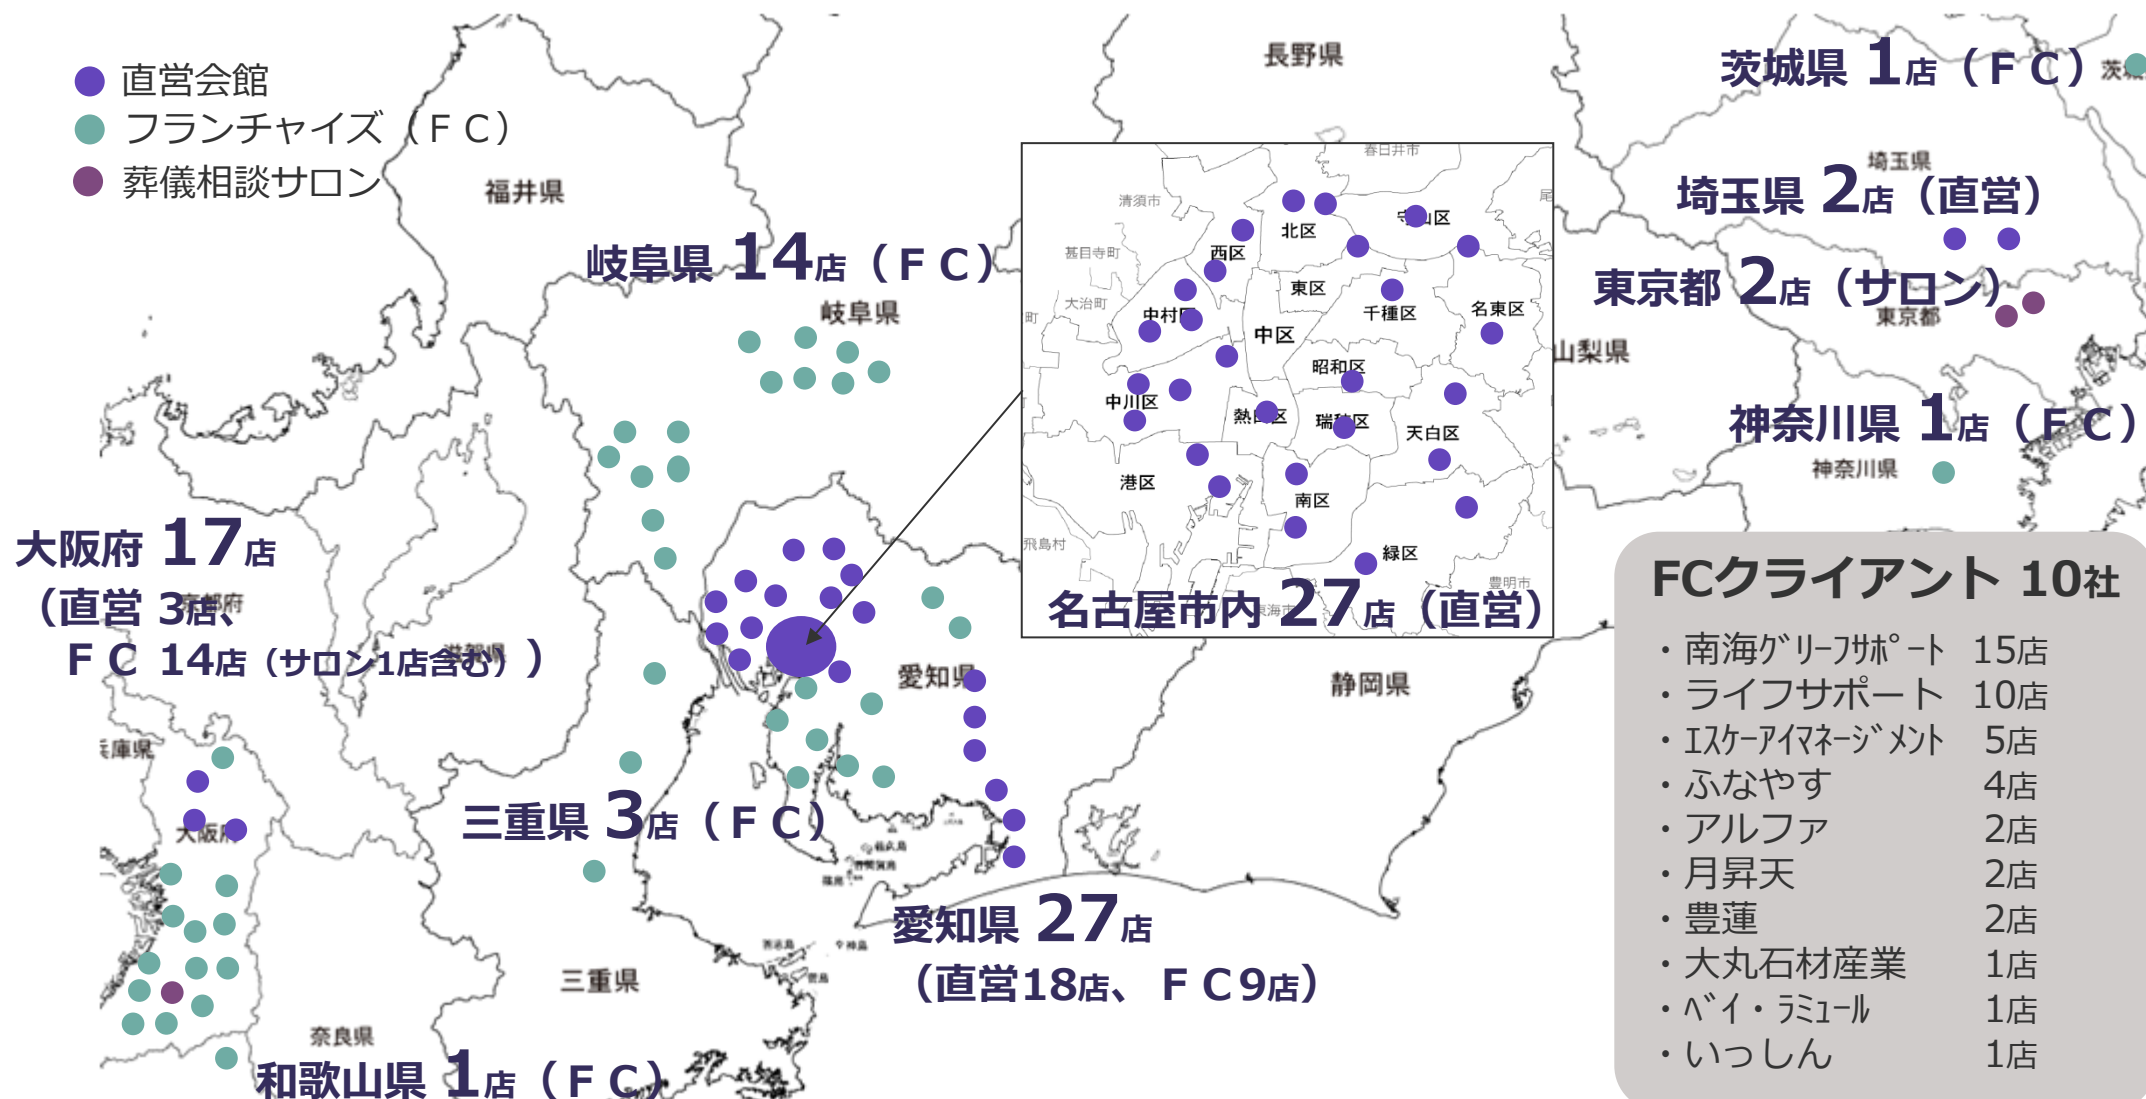 直営会館
フランチャイズ（ＦＣ）
葬儀相談サロン
福井県
長野県
茨城県 1店（ＦＣ）
埼玉県
埼玉県 2店（直営）
東京都 2店（サロン）
東京都
山梨県
神奈川県 1店（ＦＣ）
神奈川県
岐阜県 14店（ＦＣ）
岐阜県
春日井市
清須市
甚目寺町
大治町
町
尾
北区
守山区
西区
東区
千種区
名東区
中村区
中区
昭和区
中川区
熱田区
瑞穂区
天白区
港区
南区
緑区
飛島村
東海市
豊明市
名古屋市内 27店（直営）
大阪府 17店
（直営 3店、
ＦＣ 14店（サロン1店含む））
京都府
滋賀県
兵庫県
大阪府
愛知県
静岡県
三重県 3店（ＦＣ）
愛知県 27店
（直営18店、ＦＣ9店）
三重県
奈良県
和歌山県 1店（ＦＣ）
FCクライアント 10社
・南海ｸﾞﾘｰﾌｻﾎﾟｰﾄ 15店
・ライフサポート 10店
・ｴｽｹｰｱｲﾏﾈｰｼﾞﾒﾝﾄ 5店
・ふなやす 4店
・アルファ 2店
・月昇天 2店
・豊蓮 2店
・大丸石材産業 1店
・ﾍﾞｲ・ﾗﾐｭｰﾙ 1店
・いっしん 1店